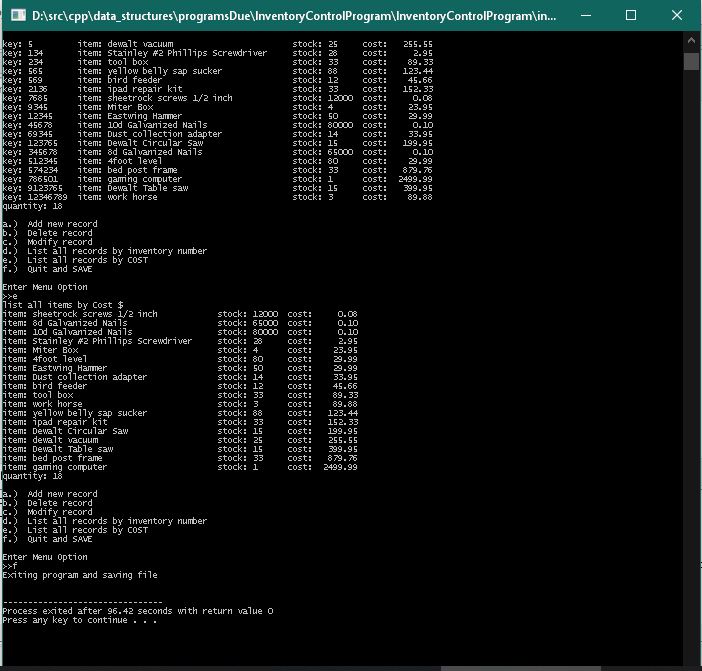 D:\src\cpp\data_structures\programsDue\InventoryControlProgram\InventoryControlProgram\in...
key: 5 item: dewalt vacuum stock: 25 cost: 255.55
key: 134 item: Stainley #2 Phillips Screwdriver stock: 28 cost: 2.95
key: 234 item: tool box stock: 33 cost: 89.33
key: 565 item: yellow belly sap sucker stock: 88 cost: 123.44
key: 569 item: bird feeder stock: 12 cost: 45.66
key: 2136 item: ipad repair kit stock: 33 cost: 152.33
key: 7685 item: sheetrock screws 1/2 inch stock: 12000 cost: 0.08
key: 9345 item: Miter Box stock: 4 cost: 23.95
key: 12345 item: Eastwing Hammer stock: 50 cost: 29.99
key: 45678 item: 10d Galvanized Nails stock: 80000 cost: 0.10
key: 69345 item: Dust collection adapter stock: 14 cost: 33.95
key: 123765 item: Dewalt Circular Saw stock: 15 cost: 199.95
key: 345678 item: 8d Galvanized Nails stock: 65000 cost: 0.10
key: 512345 item: 4foot level stock: 80 cost: 29.99
key: 574234 item: bed post frame stock: 33 cost: 879.76
key: 786501 item: gaming computer stock: 1 cost: 2499.99
key: 9123765 item: Dewalt Table saw stock: 15 cost: 399.95
key: 12346789 item: work horse stock: 3 cost: 89.88
quantity: 18
a.) Add new record
b.) Delete record
c.) Modify record
d.) List all records by inventory number
e.) List all records by COST
f.) Quit and SAVE
Enter Menu Option
>>e
list all items by Cost $
item: sheetrock screws 1/2 inch stock: 12000 cost: 0.08
item: 8d Galvanized Nails stock: 65000 cost: 0.10
item: 10d Galvanized Nails stock: 80000 cost: 0.10
item: Stainley #2 Phillips Screwdriver stock: 28 cost: 2.95
item: Miter Box stock: 4 cost: 23.95
item: 4foot level stock: 80 cost: 29.99
item: Eastwing Hammer stock: 50 cost: 29.99
item: Dust collection adapter stock: 14 cost: 33.95
item: bird feeder stock: 12 cost: 45.66
item: tool box stock: 33 cost: 89.33
item: work horse stock: 3 cost: 89.88
item: yellow belly sap sucker stock: 88 cost: 123.44
item: ipad repair kit stock: 33 cost: 152.33
item: Dewalt Circular Saw stock: 15 cost: 199.95
item: dewalt vacuum stock: 25 cost: 255.55
item: Dewalt Table saw stock: 15 cost: 399.95
item: bed post frame stock: 33 cost: 879.76
item: gaming computer stock: 1 cost: 2499.99
quantity: 18
a.) Add new record
b.) Delete record
c.) Modify record
d.) List all records by inventory number
e.) List all records by COST
f.) Quit and SAVE
Enter Menu Option
>>f
Exiting program and saving file
--------------------------------
Process exited after 96.42 seconds with return value 0
Press any key to continue . . .